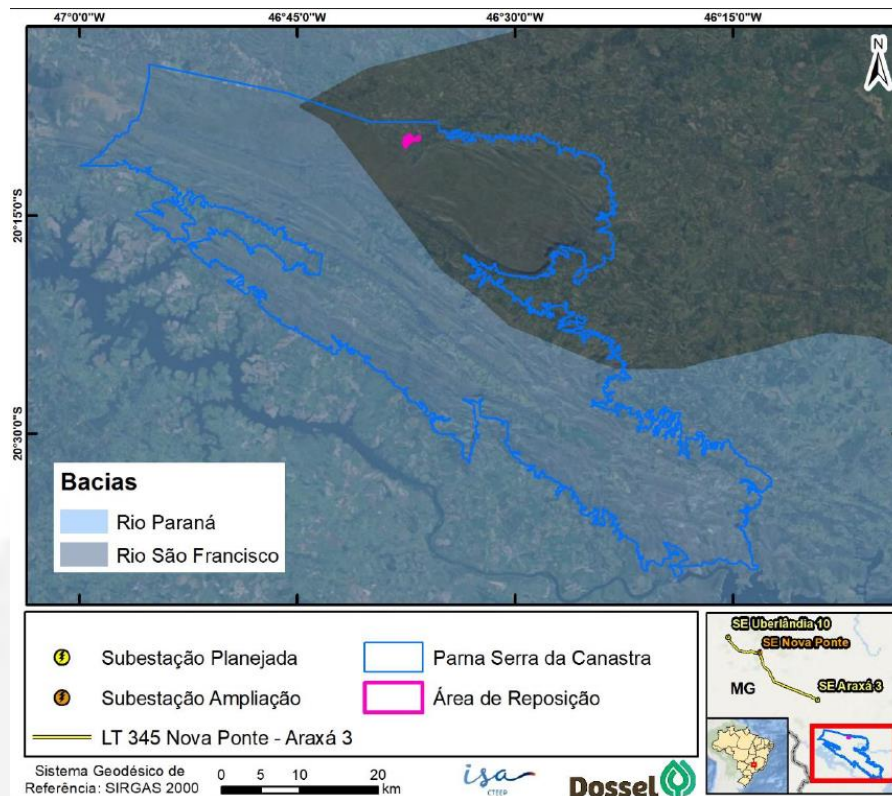 47°0'0"W 46°45'0"W 46°30'0"W 46°15'0"W
N
20°15'0"S
20°30'0"S
Bacias
Rio Paraná
Rio São Francisco
Subestação Planejada
Parna Serra da Canastra
Subestação Ampliação
Área de Reposição
LT 345 Nova Ponte - Araxá 3
SE Uberlândia 10
SE Nova Ponte
MG
SE Araxá 3
Sistema Geodésico de
Referência: SIRGAS 2000
0 5 10 20
km
isa
CTEEP
Dossel